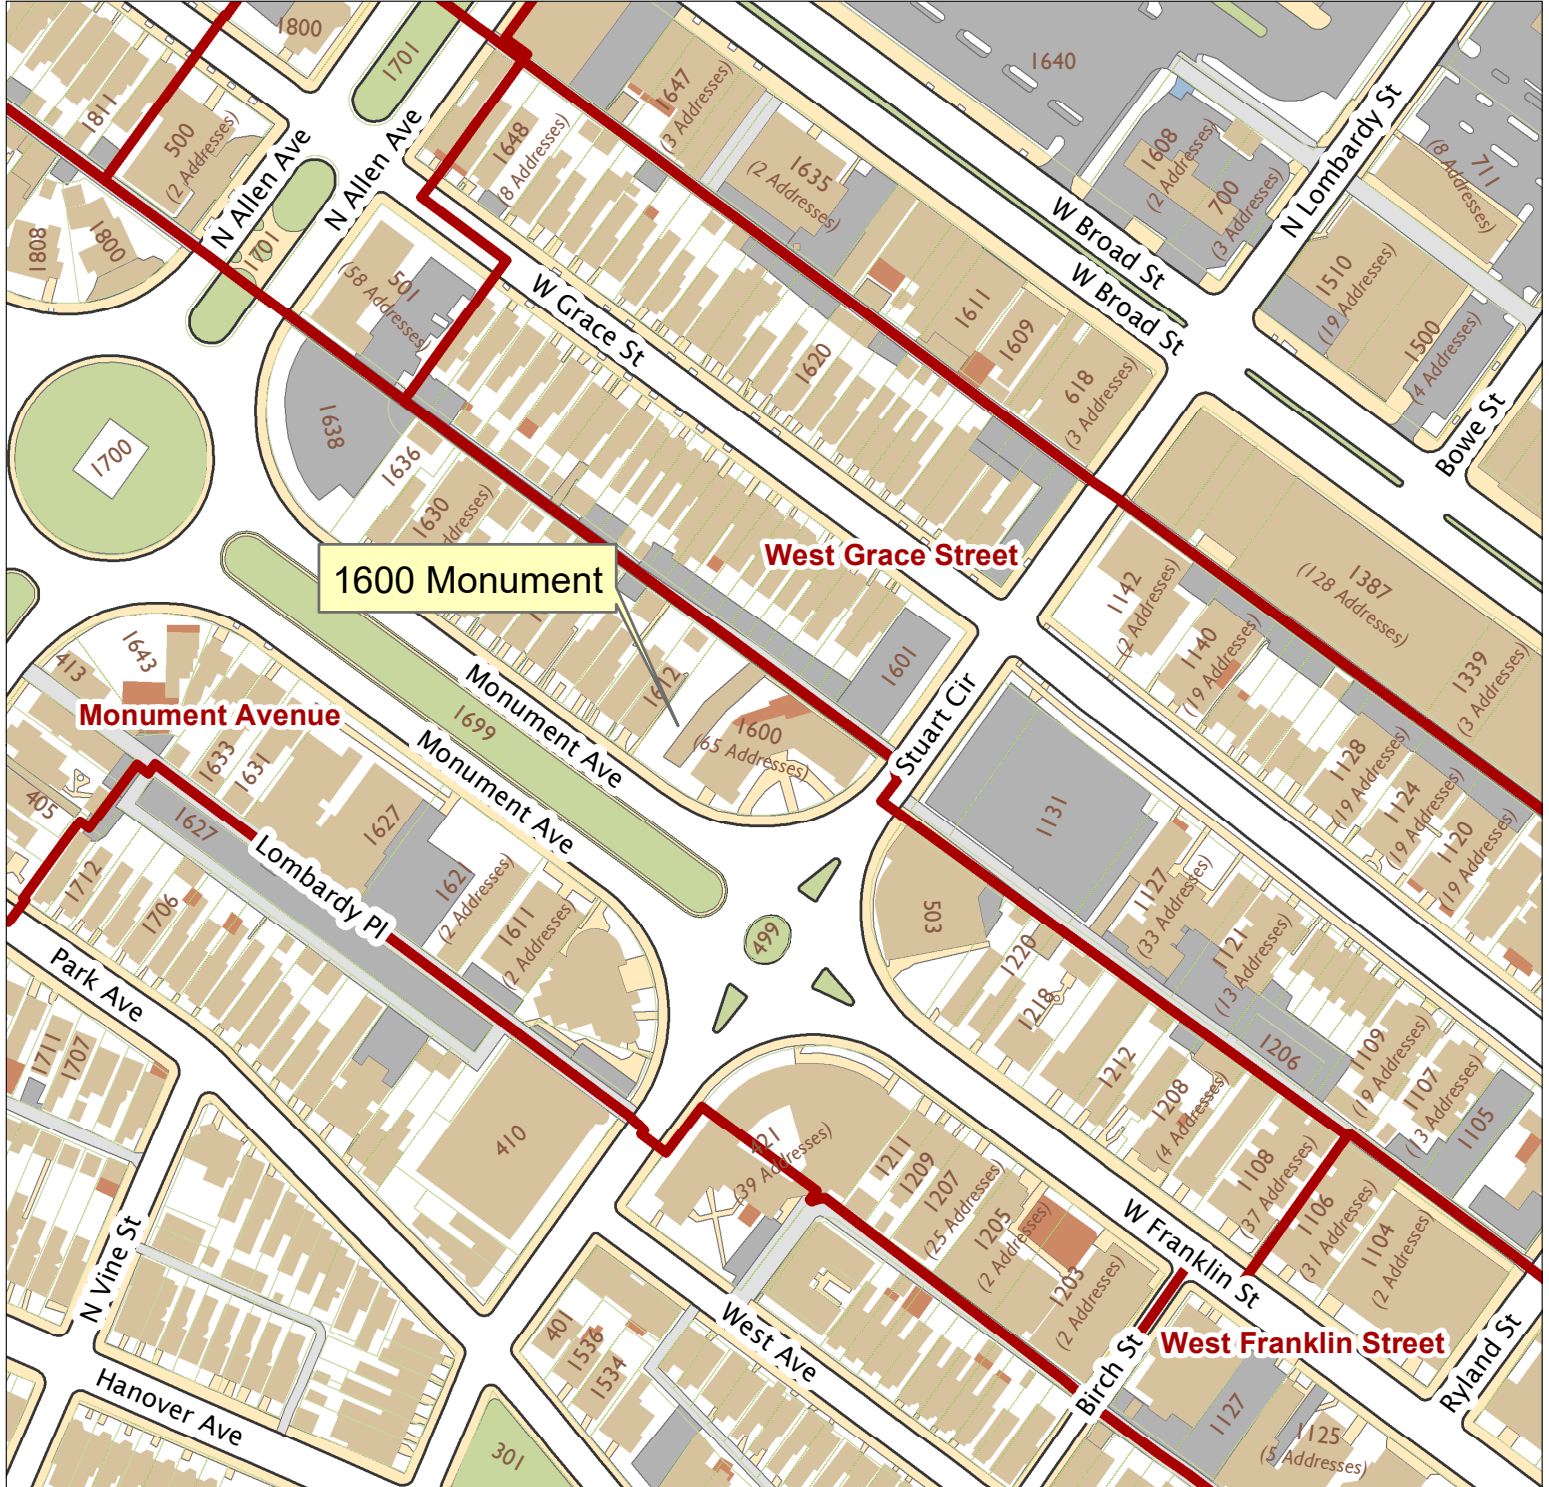 1800
1701
1640
1811
500
(2 Addresses)
N Allen Ave
N Allen Ave
1648
(8 Addresses)
1647
(3 Addresses)
1635
(2 Addresses)
1608
(2 Addresses)
700
(3 Addresses)
N Lombardy St
711
(8 Addresses)
1808
1800
1701
501
(58 Addresses)
W Grace St
W Broad St
W Broad St
1510
(19 Addresses)
1500
(4 Addresses)
1611
1609
1620
618
(3 Addresses)
Bowe St
1700
1638
1636
1630
West Grace Street
1600 Monument
1387
(128 Addresses)
1142
(2 Addresses)
1140
(19 Addresses)
1339
(3 Addresses)
413
1643
Monument Avenue
1699
Monument Ave
Monument Ave
1612
1600
(65 Addresses)
1601
Stuart Cir
1633
1631
1627
1627
405
1131
1128
(19 Addresses)
1124
(19 Addresses)
1120
(19 Addresses)
1712
1706
Lombardy Pl
162
(2 Addresses)
1611
(2 Addresses)
499
503
1127
(33 Addresses)
1121
(13 Addresses)
1220
1218
Park Ave
1711
1707
1212
1206
1109
(19 Addresses)
1107
(13 Addresses)
1105
1208
(4 Addresses)
410
421
(39 Addresses)
1211
1209
1207
(25 Addresses)
1205
(2 Addresses)
1203
(2 Addresses)
1108
(37 Addresses)
1106
(31 Addresses)
1104
(2 Addresses)
W Franklin St
N Vine St
West Ave
401
1536
1534
West Franklin Street
Birch St
Ryland St
Hanover Ave
301
1127
1125
(5 Addresses)